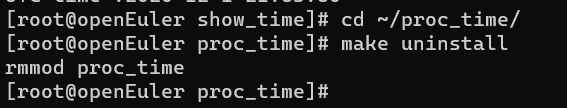 [root@openEuler show_time]# cd ~/proc_time/
[root@openEuler proc_time]# make uninstall
rmmod proc_time
[root@openEuler proc_time]#